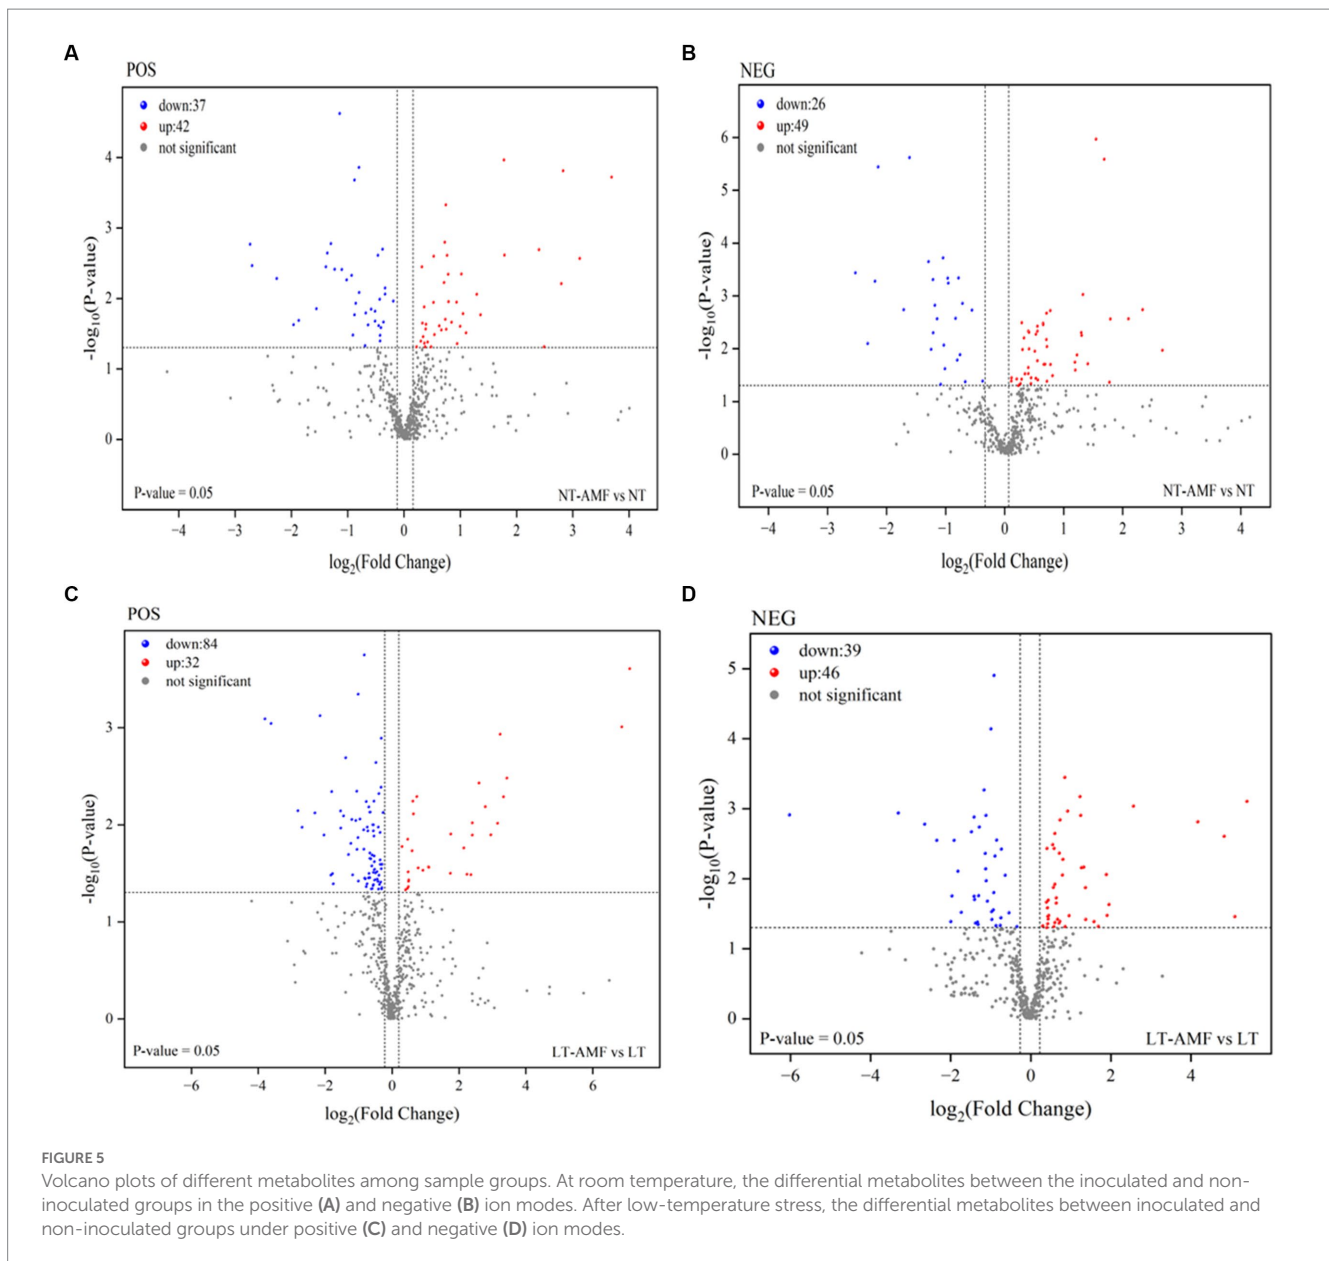 A
POS
down:37
up:42
not significant
4
3
2
1
0
-log10(P-value)
P-value = 0.05
NT-AMF vs NT
−4 −3 −2 −1 0 1 2 3 4
log2(Fold Change)
B
NEG
down:26
up:49
not significant
6
5
4
3
2
1
0
-log10(P-value)
P-value = 0.05
NT-AMF vs NT
−4 −3 −2 −1 0 1 2 3 4
log2(Fold Change)
C
POS
down:84
up:32
not significant
3
2
1
0
-log10(P-value)
P-value = 0.05
LT-AMF vs LT
−6 −4 −2 0 2 4 6
log2(Fold Change)
D
NEG
down:39
up:46
not significant
5
4
3
2
1
0
-log10(P-value)
P-value = 0.05
LT-AMF vs LT
−6 −4 −2 0 2 4
log2(Fold Change)
FIGURE 5
Volcano plots of different metabolites among sample groups. At room temperature, the differential metabolites between the inoculated and non-
inoculated groups in the positive (A) and negative (B) ion modes. After low-temperature stress, the differential metabolites between inoculated and
non-inoculated groups under positive (C) and negative (D) ion modes.